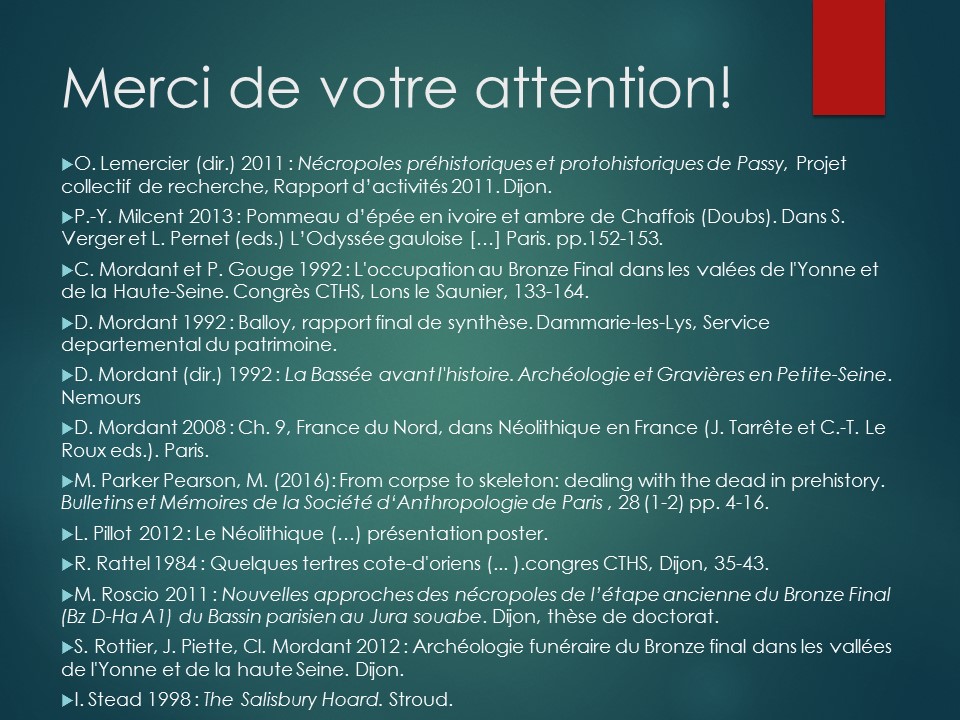 Merci de votre attention!
▶O. Lemercier (dir.) 2011 : Nécropoles préhistoriques et protohistoriques de Passy, Projet
collectif de recherche, Rapport d’activités 2011. Dijon.
▶P.-Y. Milcent 2013 : Pommeau d’épée en ivoire et ambre de Chaffois (Doubs). Dans S.
Verger et L. Pernet (eds.) L’Odyssée gauloise [...] Paris. pp.152-153.
▶C. Mordant et P. Gouge 1992 : L'occupation au Bronze Final dans les valées de l'Yonne et
de la Haute-Seine. Congrès CTHS, Lons le Saunier, 133-164.
▶D. Mordant 1992 : Balloy, rapport final de synthèse. Dammarie-les-Lys, Service
departemental du patrimoine.
▶D. Mordant (dir.) 1992 : La Bassée avant l'histoire. Archéologie et Gravières en Petite-Seine.
Nemours
▶D. Mordant 2008 : Ch. 9, France du Nord, dans Néolithique en France (J. Tarrête et C.-T. Le
Roux eds.). Paris.
▶M. Parker Pearson, M. (2016): From corpse to skeleton: dealing with the dead in prehistory.
Bulletins et Mémoires de la Société d‘Anthropologie de Paris , 28 (1-2) pp. 4-16.
▶L. Pillot 2012 : Le Néolithique (...) présentation poster.
▶R. Rattel 1984 : Quelques tertres cote-d'oriens (... ).congres CTHS, Dijon, 35-43.
▶M. Roscio 2011 : Nouvelles approches des nécropoles de l’étape ancienne du Bronze Final
(Bz D-Ha A1) du Bassin parisien au Jura souabe. Dijon, thèse de doctorat.
▶S. Rottier, J. Piette, Cl. Mordant 2012 : Archéologie funéraire du Bronze final dans les vallées
de l'Yonne et de la haute Seine. Dijon.
▶I. Stead 1998 : The Salisbury Hoard. Stroud.